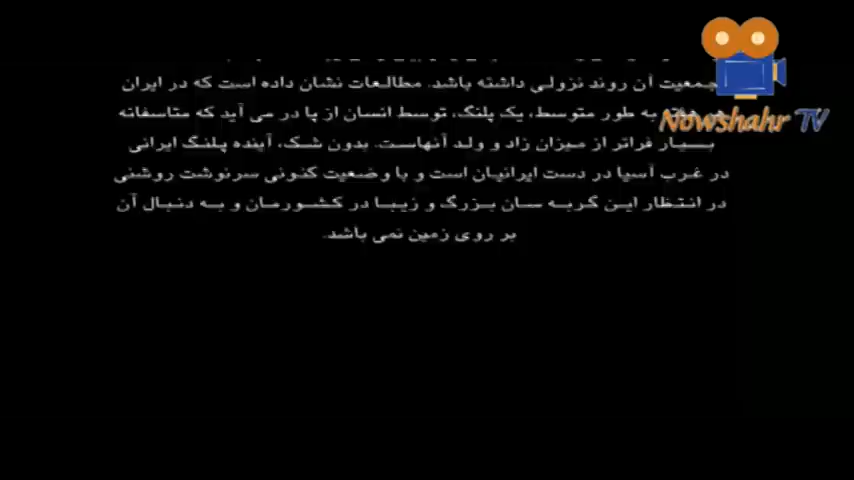 جمعیت آن روند نزولی داشته باشد. مطالعات نشان داده است که در ایران
به طور متوسط، یک پلنگ، توسط انسان از پا در می آید که متاسفانه
بسیار فراتر از میزان زاد و ولد آنهاست. بدون شک، آینده پلنگ ایرانی
در غرب آسیا در دست ایرانیان است و با وضعیت کنونی سرنوشت روشنی
در انتظار این گربه سان بزرگ و زیبا در کشورمان و به دنبال آن
بر روی زمین نمی باشد.
Nowshahr TV